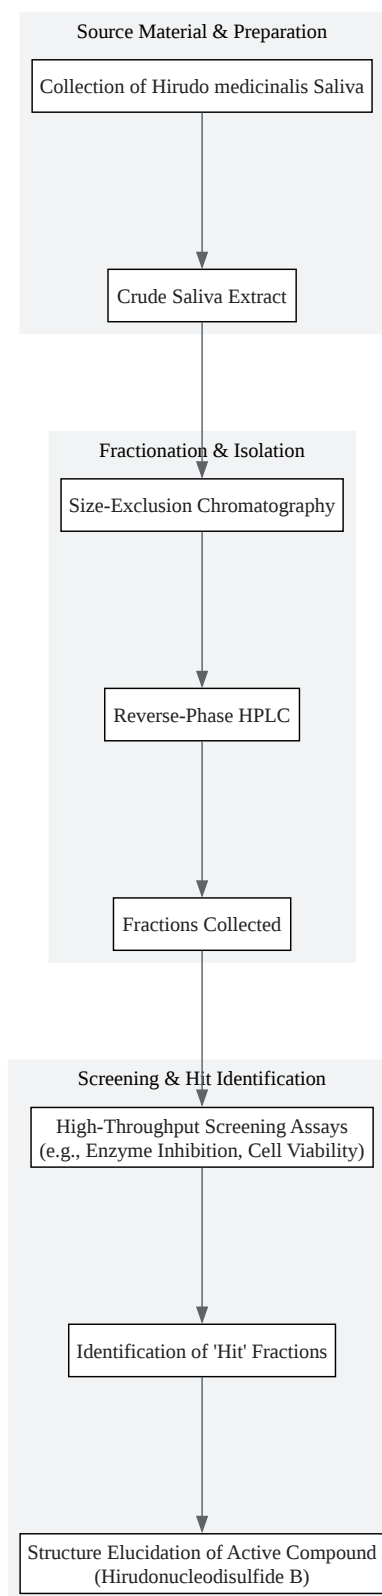 Source Material & Preparation
Collection of Hirudo medicinalis Saliva
Crude Saliva Extract
Fractionation & Isolation
Size-Exclusion Chromatography
Reverse-Phase HPLC
Fractions Collected
Screening & Hit Identification
High-Throughput Screening Assays
(e.g., Enzyme Inhibition, Cell Viability)
Identification of 'Hit' Fractions
Structure Elucidation of Active Compound
(Hirudonucleodisulfide B)